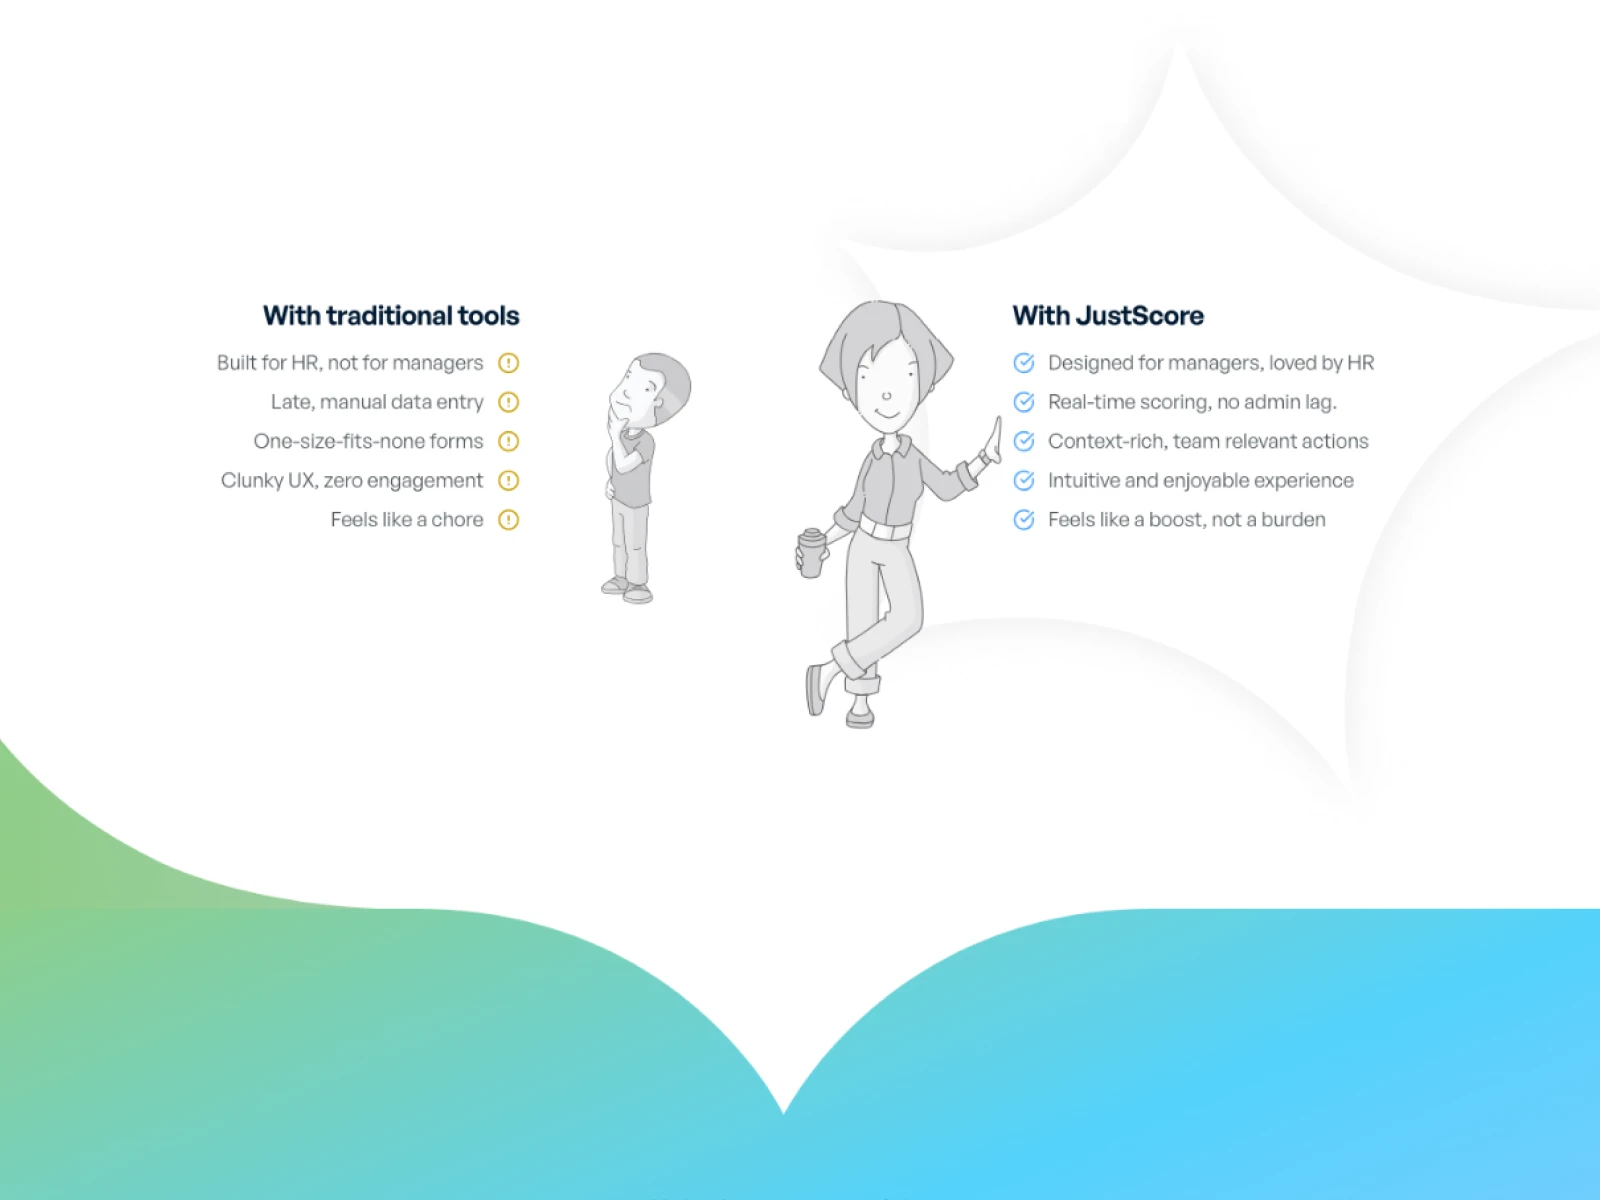 With traditional tools
Built for HR, not for managers
Late, manual data entry
One-size-fits-none forms
Clunky UX, zero engagement
Feels like a chore
With JustScore
Designed for managers, loved by HR
Real-time scoring, no admin lag.
Context-rich, team relevant actions
Intuitive and enjoyable experience
Feels like a boost, not a burden